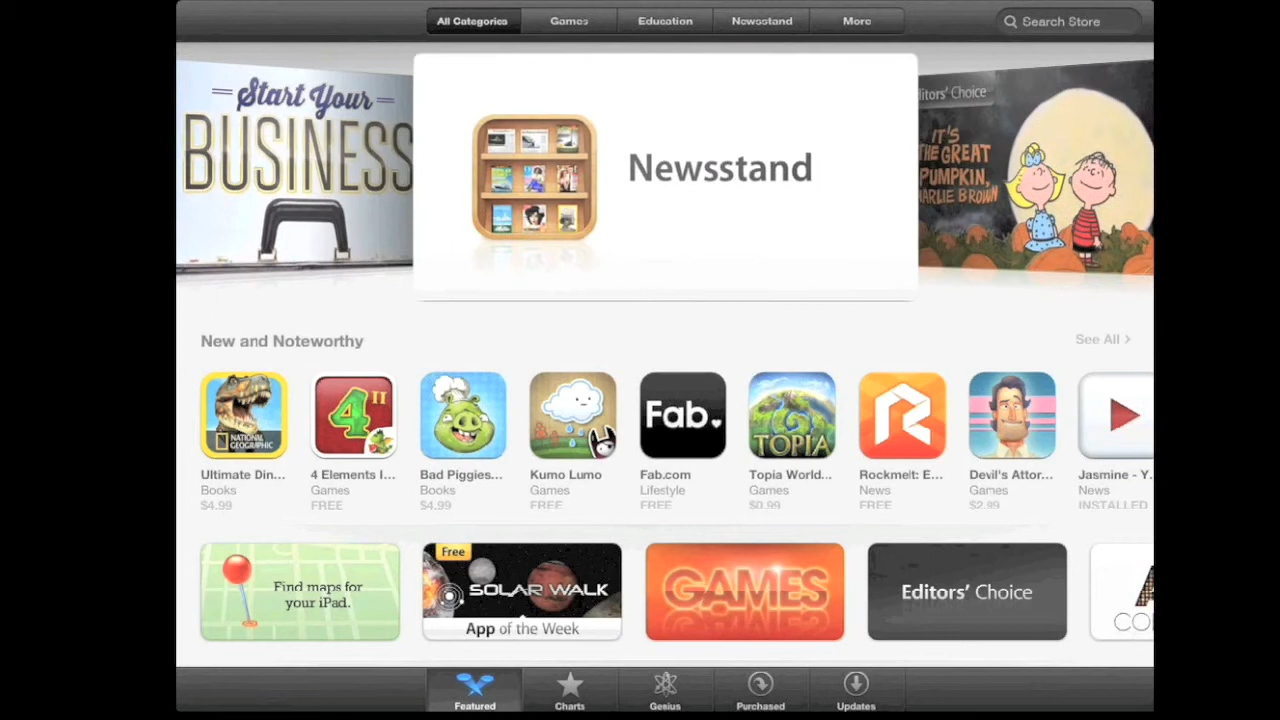 All Categories Games Education Newsstand More Search Store
Start Your
BUSINESS
Newsstand
Editors' Choice
IT'S
THE GREAT
PUMPKIN,
CHARLIE BROWN
New and Noteworthy See All >
NATIONAL
GEOGRAPHIC
4 II
Fab.
TOPIA
Ultimate Din... 4 Elements I... Bad Piggies... Kumo Lumo Fab.com Topia World... Rockmelt: E... Devil's Attor... Jasmine - Y...
Books Games Books Games Lifestyle Games News Games News
$4.99 FREE $4.99 FREE FREE $0.99 FREE $2.99 INSTALLED
Find maps for
your iPad.
Free
SOLAR WALK
App of the Week
GAMES
Editors' Choice
Featured Charts Genius Purchased Updates